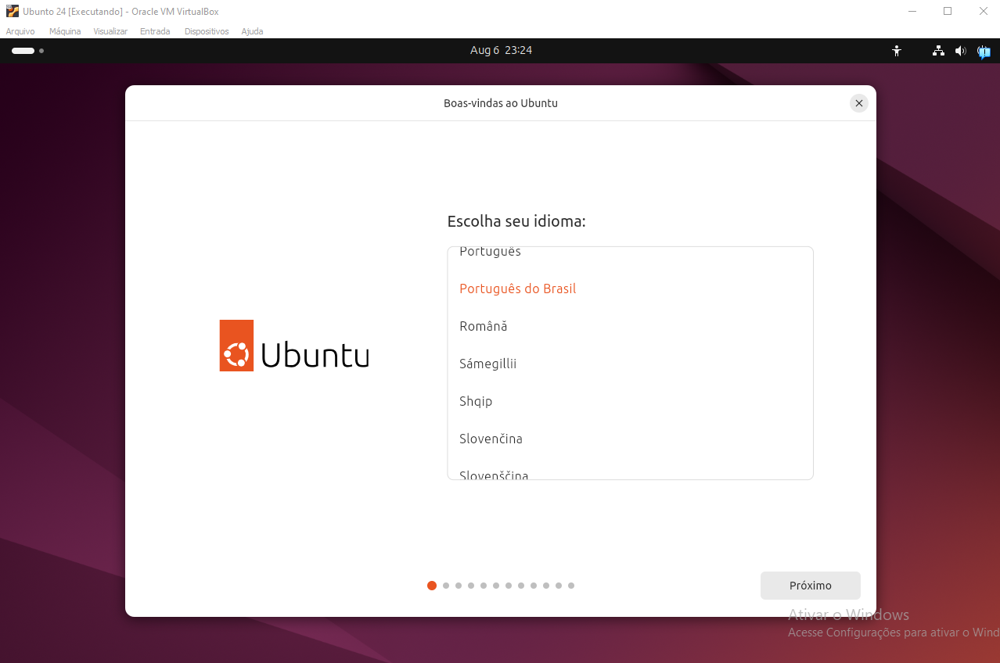 Ubunto 24 [Executando] - Oracle VM VirtualBox
Arquivo Máquina Visualizar Entrada Dispositivos Ajuda
Aug 6 23:24
Boas-vindas ao Ubuntu
Escolha seu idioma:
Português
Português do Brasil
Română
Sámegillii
Shqip
Slovenčina
Slovenščina
Ubuntu
Próximo
Ativar o Windows
Acesse Configurações para ativar o Wind